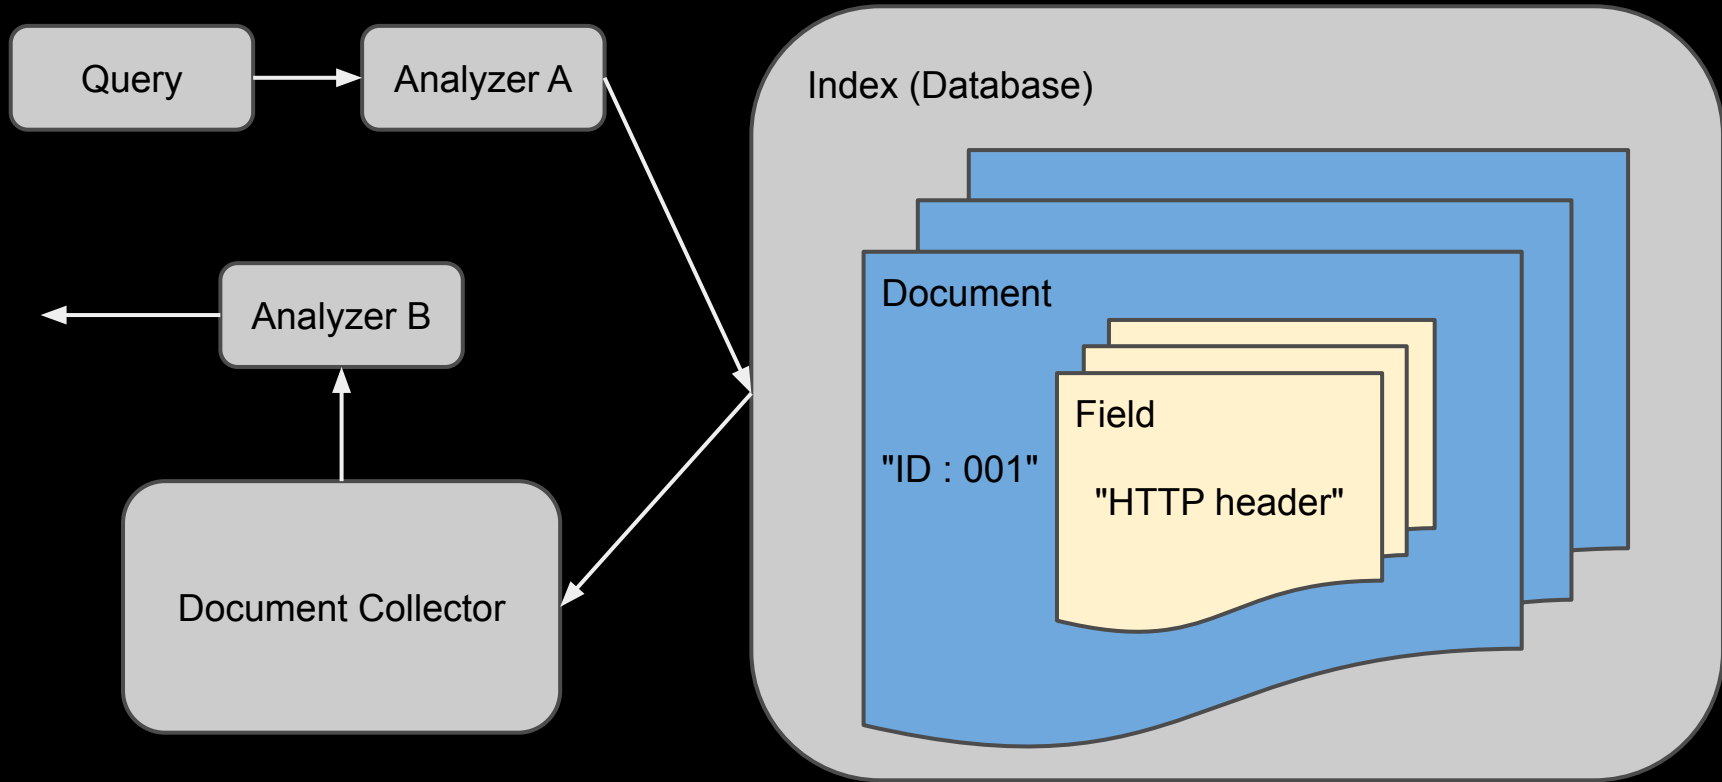 Query
Analyzer A
Index (Database)
Document
Field
"ID : 001"
"HTTP header"
Analyzer B
Document Collector